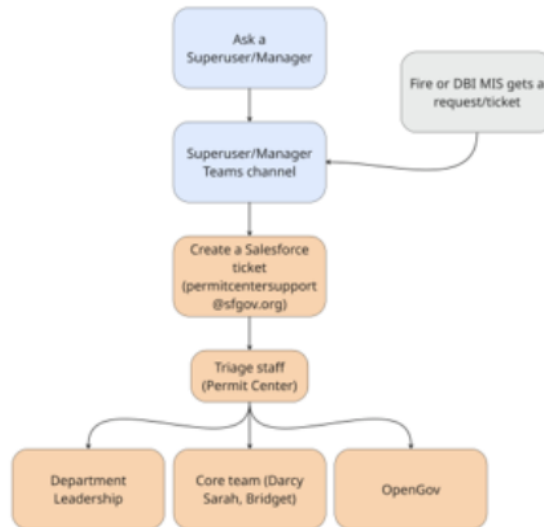 Ask a
Superuser/Manager
Fire or DBI MIS gets a
request/ticket
Superuser/Manager
Teams channel
Create a Salesforce
ticket
(permitcentersupport
@sfgov.org)
Triage staff
(Permit Center)
Department
Leadership
Core team (Darcy
Sarah, Bridget)
OpenGov